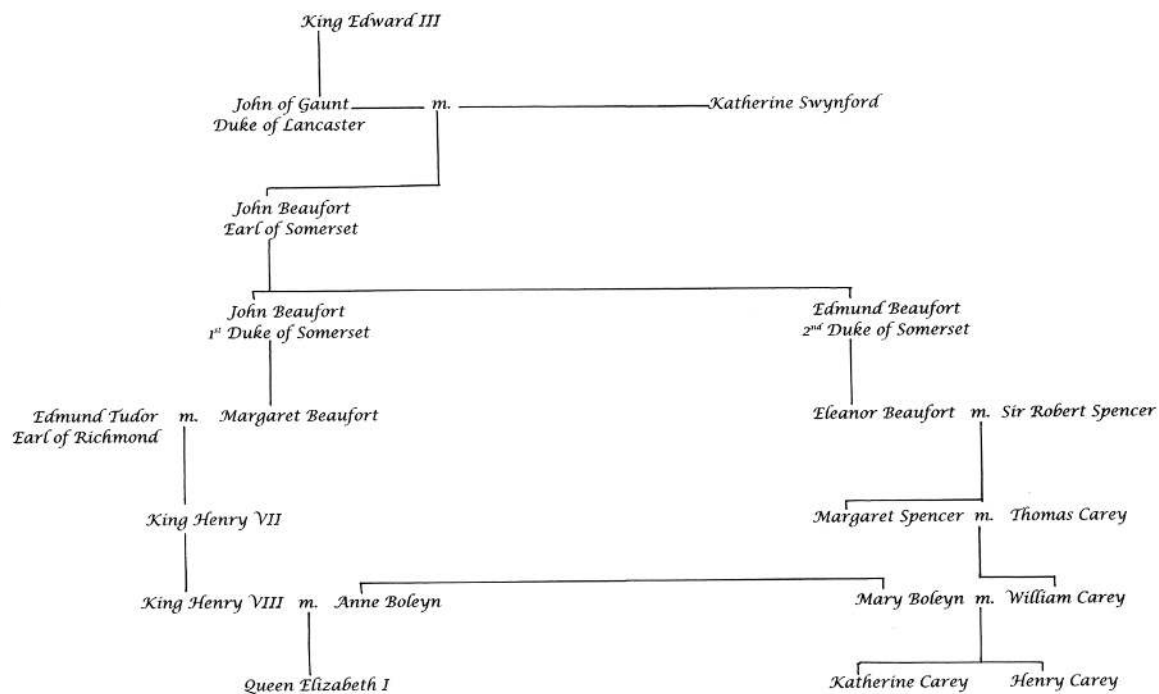 King Edward III
John of Gaunt m. Katherine Swynford
Duke of Lancaster
John Beaufort
Earl of Somerset
John Beaufort Edmund Beaufort
1st Duke of Somerset 2nd Duke of Somerset
Edmund Tudor m. Margaret Beaufort Eleanor Beaufort m. Sir Robert Spencer
Earl of Richmond
King Henry VII Margaret Spencer m. Thomas Carey
King Henry VIII m. Anne Boleyn Mary Boleyn m. William Carey
Queen Elizabeth I Katherine Carey Henry Carey